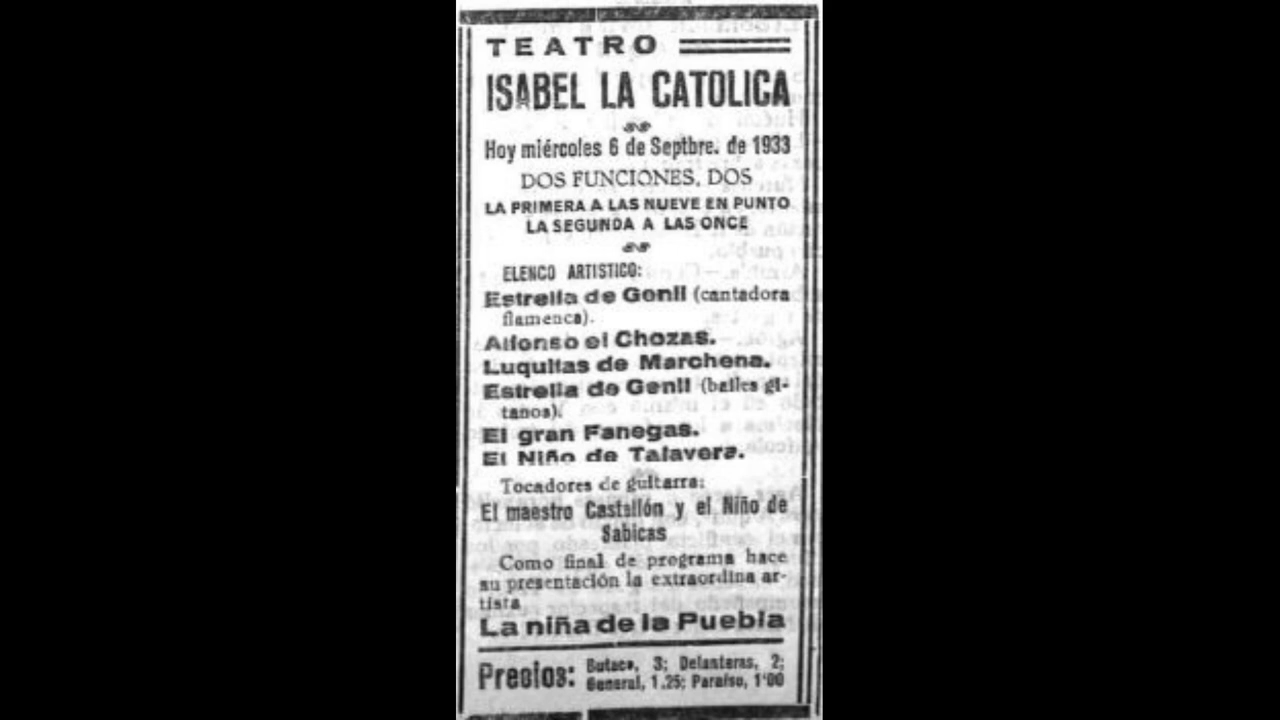 TEATRO
ISABEL LA CATOLICA
Hoy miércoles 6 de Septbre. de 1933
DOS FUNCIONES, DOS
LA PRIMERA A LAS NUEVE EN PUNTO
LA SEGUNDA A LAS ONCE
ELENCO ARTISTICO:
Estrella de Genil (cantadora
flamenca).
Alfonso el Chozas.
Luquitas de Marchena.
Estrella de Genil (bailes gi-
tanos).
El gran Fanegas.
El Niño de Talavera.
Tocadores de guitarra:
El maestro Castallón y el Niño de
Sabicas
Como final de programa hace
su presentación la extraordina ar-
tista
La niña de la Puebla
Precios: Butaca, 3; Delanteras, 2;
General, 1.25; Paraíso, 1'00